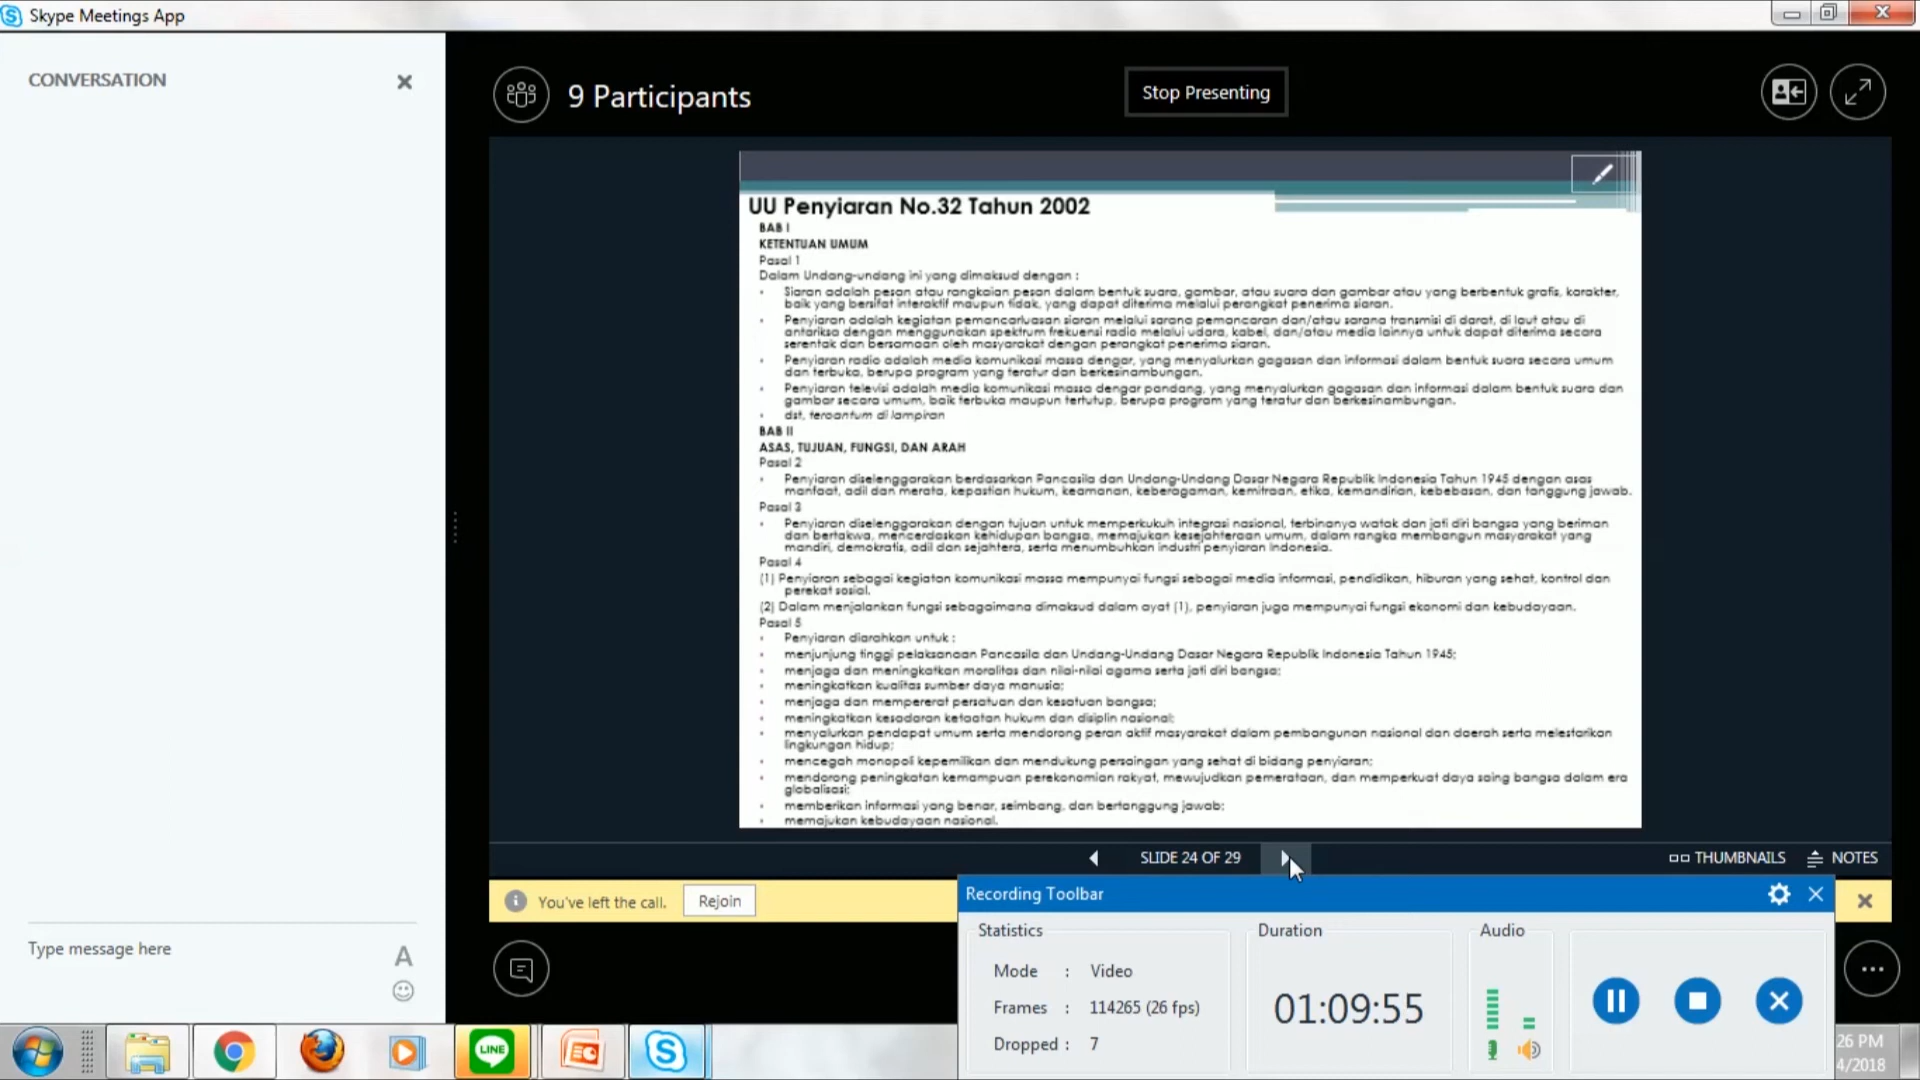 Skype Meetings App
CONVERSATION
9 Participants
Stop Presenting
UU Penyiaran No.32 Tahun 2002
BAB I
KETENTUAN UMUM
Pasal 1
Dalam Undang-undang ini yang dimaksud dengan :
• Siaran adalah pesan atau rangkaian pesan dalam bentuk suara, gambar, atau suara dan gambar atau yang berbentuk grafis, karakter,
baik yang bersifat interaktif maupun tidak, yang dapat diterima melalui perangkat penerima siaran.
• Penyiaran adalah kegiatan pemancarluasan siaran melalui sarana pemancaran dan/atau sarana transmisi di darat, di laut atau di
antariksa dengan menggunakan spektrum frekuensi radio melalui udara, kabel, dan/atau media lainnya untuk dapat diterima secara
serentak dan bersamaan oleh masyarakat dengan perangkat penerima siaran.
• Penyiaran radio adalah media komunikasi massa dengar, yang menyalurkan gagasan dan informasi dalam bentuk suara secara umum
dan terbuka, berupa program yang teratur dan berkesinambungan.
• Penyiaran televisi adalah media komunikasi massa dengar pandang, yang menyalurkan gagasan dan informasi dalam bentuk suara dan
gambar secara umum, baik terbuka maupun tertutup, berupa program yang teratur dan berkesinambungan.
• dst, tercantum di lampiran
BAB II
ASAS, TUJUAN, FUNGSI, DAN ARAH
Pasal 2
• Penyiaran diselenggarakan berdasarkan Pancasila dan Undang-Undang Dasar Negara Republik Indonesia Tahun 1945 dengan asas
manfaat, adil dan merata, kepastian hukum, keamanan, keberagaman, kemitraan, etika, kemandirian, kebebasan, dan tanggung jawab.
Pasal 3
• Penyiaran diselenggarakan dengan tujuan untuk memperkukuh integrasi nasional, terbinanya watak dan jati diri bangsa yang beriman
dan bertakwa, mencerdaskan kehidupan bangsa, memajukan kesejahteraan umum, dalam rangka membangun masyarakat yang
mandiri, demokratis, adil dan sejahtera, serta menumbuhkan industri penyiaran Indonesia.
Pasal 4
(1) Penyiaran sebagai kegiatan komunikasi massa mempunyai fungsi sebagai media informasi, pendidikan, hiburan yang sehat, kontrol dan
perekat sosial.
(2) Dalam menjalankan fungsi sebagaimana dimaksud dalam ayat (1), penyiaran juga mempunyai fungsi ekonomi dan kebudayaan.
Pasal 5
• Penyiaran diarahkan untuk :
• menjunjung tinggi pelaksanaan Pancasila dan Undang-Undang Dasar Negara Republik Indonesia Tahun 1945;
• menjaga dan meningkatkan moralitas dan nilai-nilai agama serta jati diri bangsa;
• meningkatkan kualitas sumber daya manusia;
• menjaga dan mempererat persatuan dan kesatuan bangsa;
• meningkatkan kesadaran ketaatan hukum dan disiplin nasional;
• menyalurkan pendapat umum serta mendorong peran aktif masyarakat dalam pembangunan nasional dan daerah serta melestarikan
lingkungan hidup;
• mencegah monopoli kepemilikan dan mendukung persaingan yang sehat di bidang penyiaran;
• mendorong peningkatan kemampuan perekonomian rakyat, mewujudkan pemerataan, dan memperkuat daya saing bangsa dalam era
globalisasi;
• memberikan informasi yang benar, seimbang, dan bertanggung jawab;
• memajukan kebudayaan nasional.
SLIDE 24 OF 29
THUMBNAILS
NOTES
You've left the call.
Rejoin
Recording Toolbar
Statistics
Mode : Video
Frames : 114265 (26 fps)
Dropped : 7
Duration
01:09:55
Audio
Type message here
A
LINE
26 PM
4/2018